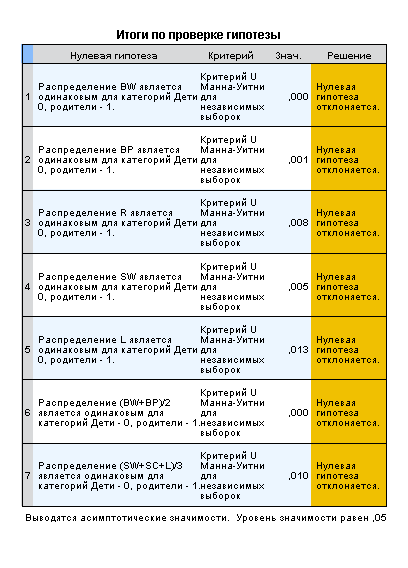 Итоги по проверке гипотезы
Нулевая гипотеза Критерий Знач. Решение
1 Распределение BW является одинаковым для категорий Дети 0, родители - 1. Критерий U Манна-Уитни для независимых выборок ,000 Нулевая гипотеза отклоняется.
2 Распределение BP является одинаковым для категорий Дети 0, родители - 1. Критерий U Манна-Уитни для независимых выборок ,001 Нулевая гипотеза отклоняется.
3 Распределение R является одинаковым для категорий Дети 0, родители - 1. Критерий U Манна-Уитни для независимых выборок ,008 Нулевая гипотеза отклоняется.
4 Распределение SW является одинаковым для категорий Дети 0, родители - 1. Критерий U Манна-Уитни для независимых выборок ,005 Нулевая гипотеза отклоняется.
5 Распределение L является одинаковым для категорий Дети 0, родители - 1. Критерий U Манна-Уитни для независимых выборок ,013 Нулевая гипотеза отклоняется.
6 Распределение (BW+BP)/2 является одинаковым для категорий Дети - 0, родители - 1. Критерий U Манна-Уитни для независимых выборок ,000 Нулевая гипотеза отклоняется.
7 Распределение (SW+SC+L)/3 является одинаковым для категорий Дети - 0, родители - 1. Критерий U Манна-Уитни для независимых выборок ,010 Нулевая гипотеза отклоняется.
Выводятся асимптотические значимости. Уровень значимости равен ,05